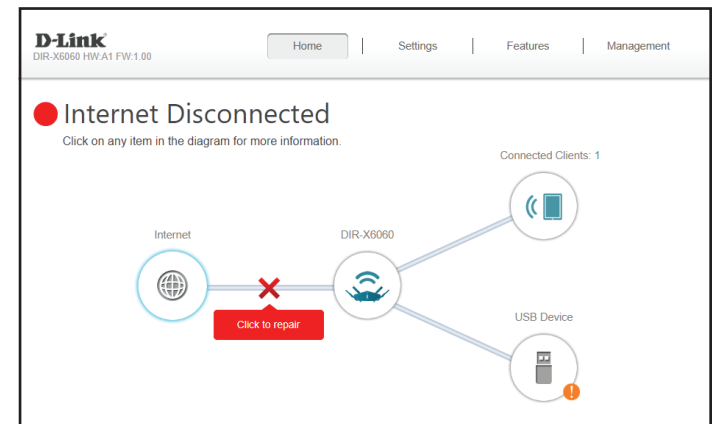 D-Link
DIR-X6060 HW:A1 FW:1.00
Home
Settings
Features
Management
Internet Disconnected
Click on any item in the diagram for more information.
Connected Clients: 1
Internet
DIR-X6060
Click to repair
USB Device
!